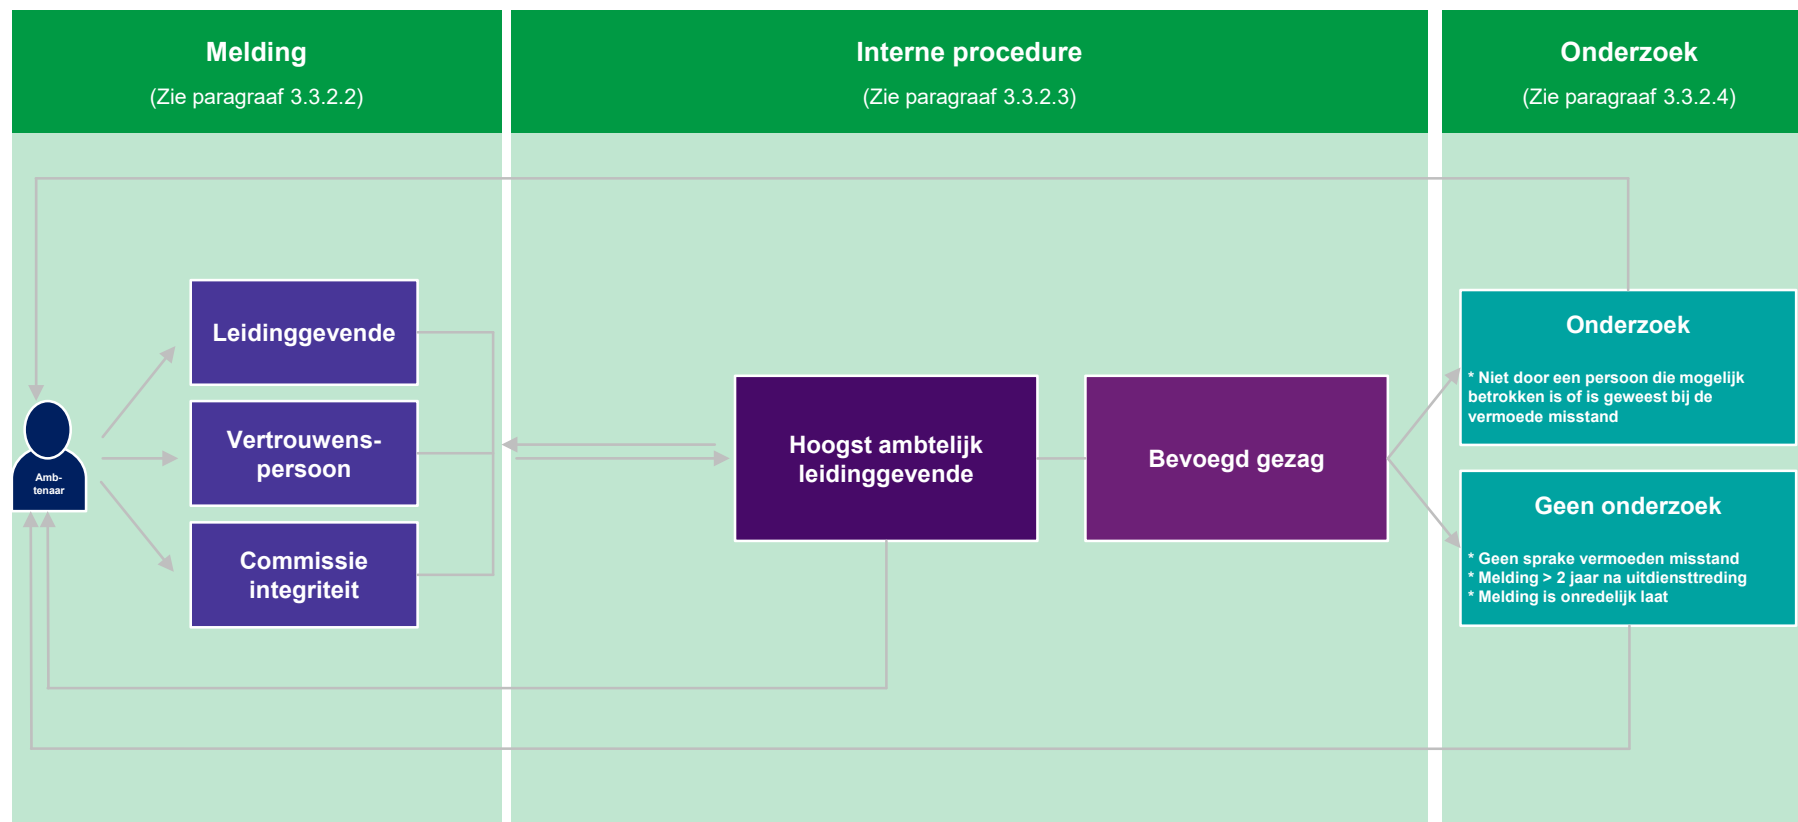 Melding
(Zie paragraaf 3.3.2.2)
Interne procedure
(Zie paragraaf 3.3.2.3)
Onderzoek
(Zie paragraaf 3.3.2.4)
Amb-
tenaar
Leidinggevende
Vertrouwens-
persoon
Commissie
integriteit
Hoogst ambtelijk
leidinggevende
Bevoegd gezag
Onderzoek
* Niet door een persoon die mogelijk
betrokken is of is geweest bij de
vermoede misstand
Geen onderzoek
* Geen sprake vermoeden misstand
* Melding > 2 jaar na uitdiensttreding
* Melding is onredelijk laat